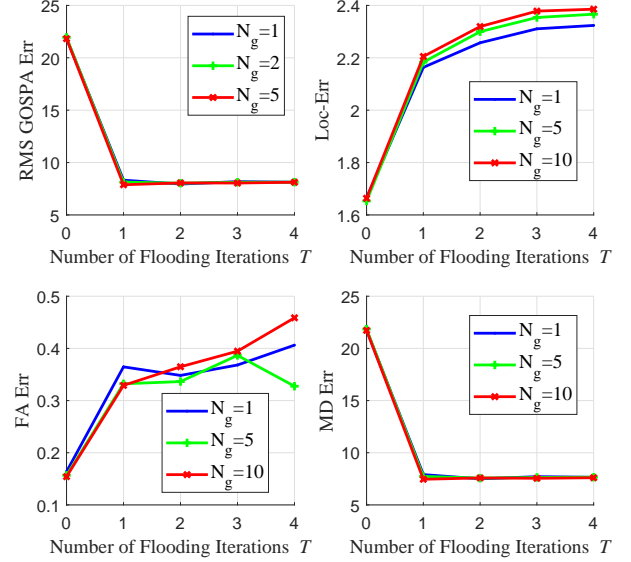 RMS GOSPA Err
25
20
15
10
5
0 1 2 3 4
Number of Flooding Iterations T
N_g=1
N_g=2
N_g=5
Loc-Err
2.4
2.2
2
1.8
1.6
0 1 2 3 4
Number of Flooding Iterations T
N_g=1
N_g=5
N_g=10
FA Err
0.5
0.4
0.3
0.2
0.1
0 1 2 3 4
Number of Flooding Iterations T
N_g=1
N_g=5
N_g=10
MD Err
25
20
15
10
5
0 1 2 3 4
Number of Flooding Iterations T
N_g=1
N_g=5
N_g=10